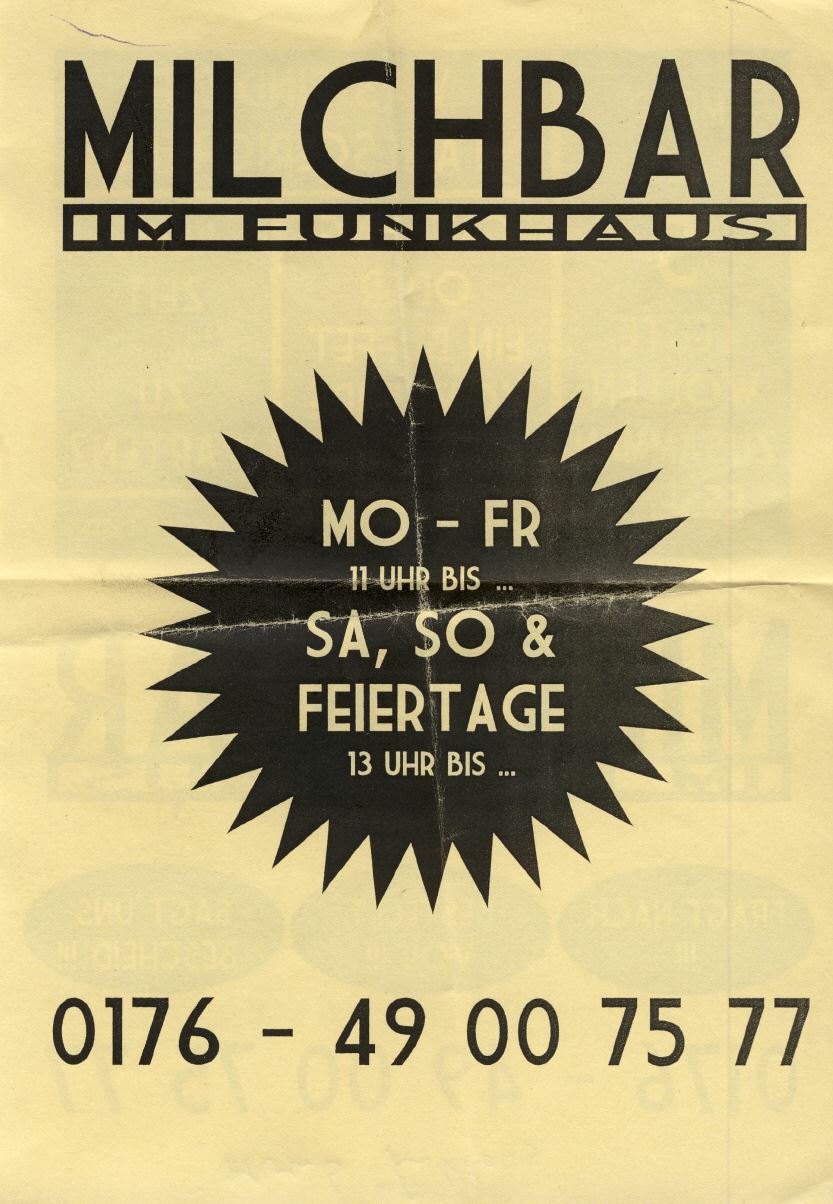 MILCHBAR
IM FUNKHAUS
MO - FR
11 UHR BIS ...
SA, SO &
FEIERTAGE
13 UHR BIS ...
0176 - 49 00 75 77